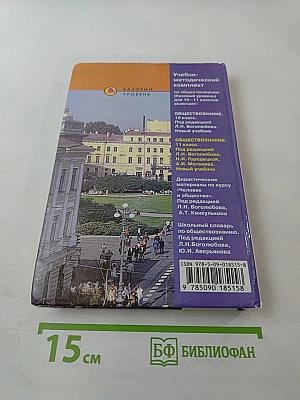 БАЗОВЫЙ
УРОВЕНЬ
Учебно-
методический
комплект
по обществознанию
(базовый уровень)
для 10—11 классов
включает:
ОБЩЕСТВОЗНАНИЕ.
10 класс.
Под редакцией
Л.Н. Боголюбова.
Новый учебник
ОБЩЕСТВОЗНАНИЕ.
11 класс.
Под редакцией
Л.Н. Боголюбова,
Н.И. Городецкой,
А.И. Матвеева.
Новый учебник
Дидактические
материалы по курсу
«Человек
и общество».
Под редакцией
Л.Н. Боголюбова,
А.Т. Кинкулькина
Школьный словарь
по обществознанию.
Под редакцией
Л.Н.Боголюбова,
Ю.И. Аверьянова
ISBN 978-5-09-018515-8
9 785090 185158
15 см
БФ БИБЛИОФАН